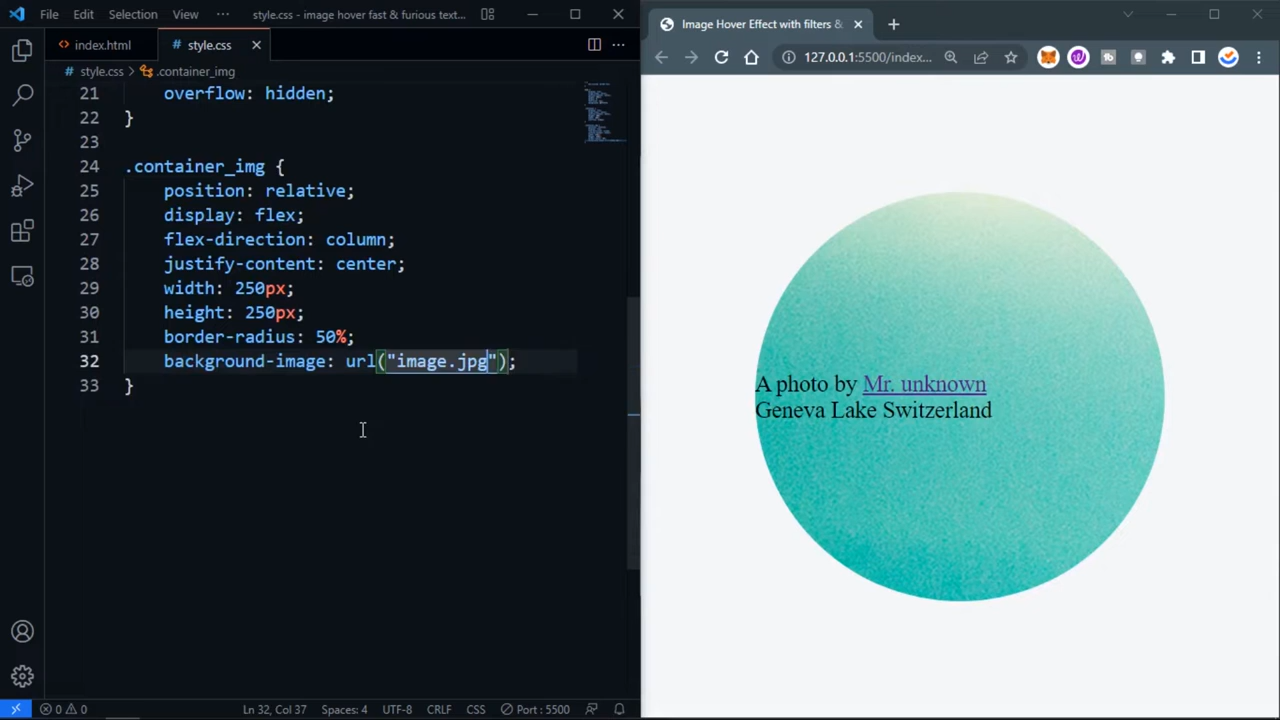 File Edit Selection View ··· style.css - image hover fast & furious text...
index.html
style.css
style.css > .container_img
21 overflow: hidden;
22 }
23
24 .container_img {
25 position: relative;
26 display: flex;
27 flex-direction: column;
28 justify-content: center;
29 width: 250px;
30 height: 250px;
31 border-radius: 50%;
32 background-image: url("image.jpg");
33 }
0 0 Ln 32, Col 37 Spaces: 4 UTF-8 CRLF CSS Port : 5500
Image Hover Effect with filters &
127.0.0.1:5500/index...
A photo by Mr. unknown
Geneva Lake Switzerland